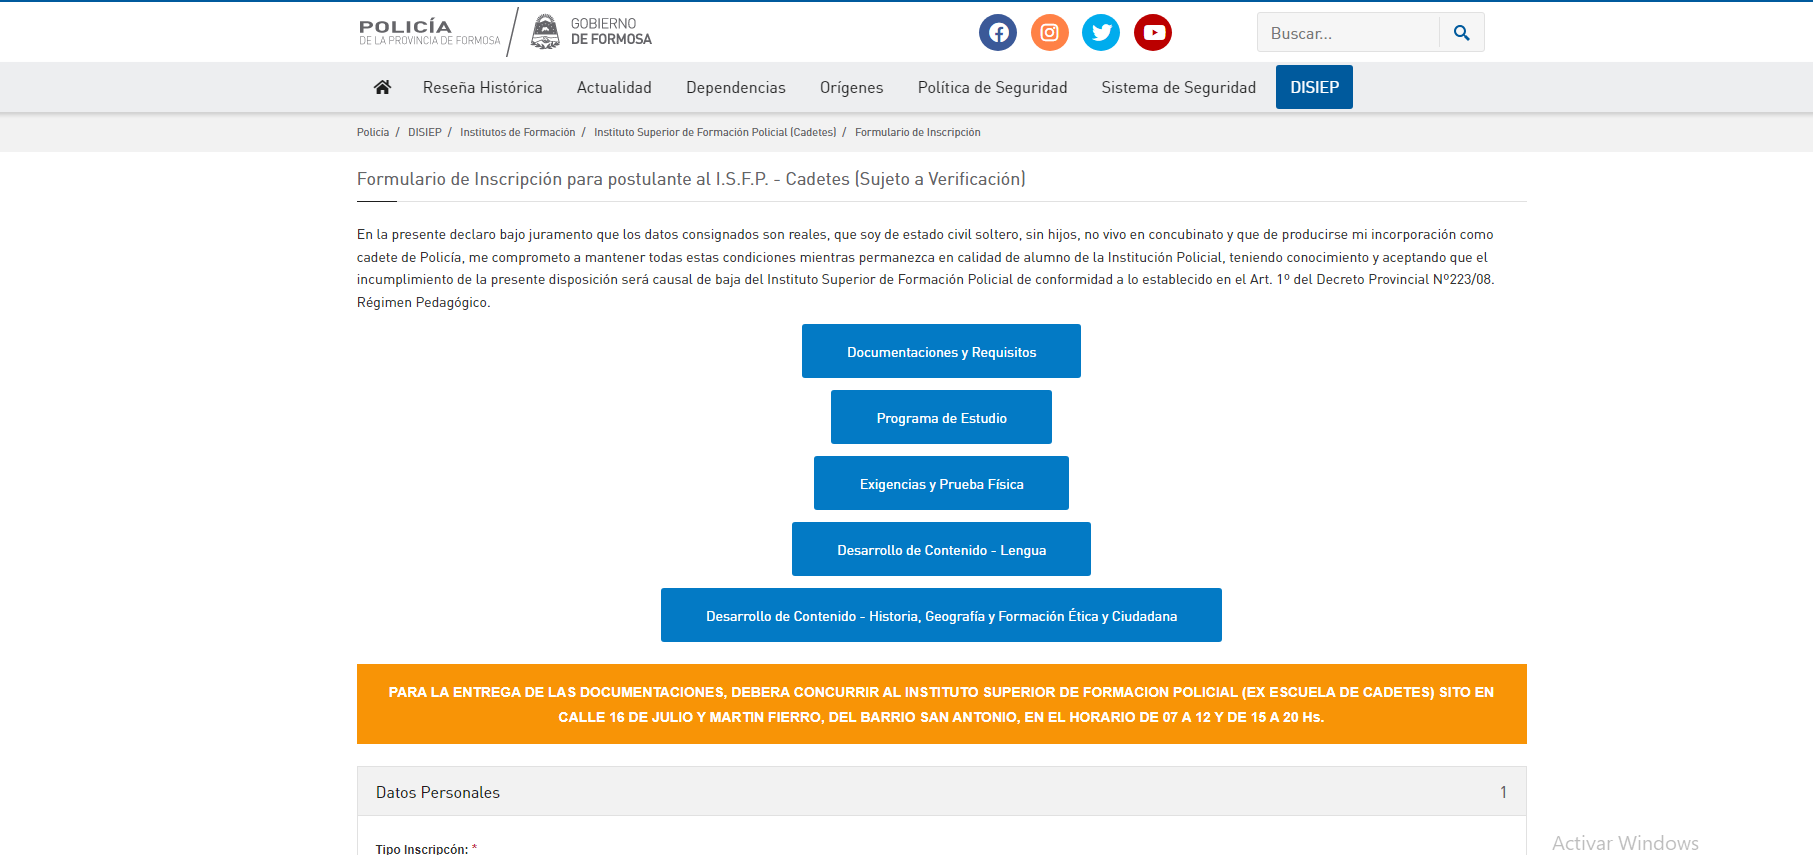 POLICÍA
DE LA PROVINCIA DE FORMOSA
GOBIERNO
DE FORMOSA
Buscar...
Reseña Histórica
Actualidad
Dependencias
Orígenes
Política de Seguridad
Sistema de Seguridad
DISIEP
Policía / DISIEP / Institutos de Formación / Instituto Superior de Formación Policial (Cadetes) / Formulario de Inscripción
Formulario de Inscripción para postulante al I.S.F.P. - Cadetes (Sujeto a Verificación)
En la presente declaro bajo juramento que los datos consignados son reales, que soy de estado civil soltero, sin hijos, no vivo en concubinato y que de producirse mi incorporación como
cadete de Policía, me comprometo a mantener todas estas condiciones mientras permanezca en calidad de alumno de la Institución Policial, teniendo conocimiento y aceptando que el
incumplimiento de la presente disposición será causal de baja del Instituto Superior de Formación Policial de conformidad a lo establecido en el Art. 1º del Decreto Provincial Nº223/08.
Régimen Pedagógico.
Documentaciones y Requisitos
Programa de Estudio
Exigencias y Prueba Física
Desarrollo de Contenido - Lengua
Desarrollo de Contenido - Historia, Geografía y Formación Ética y Ciudadana
PARA LA ENTREGA DE LAS DOCUMENTACIONES, DEBERA CONCURRIR AL INSTITUTO SUPERIOR DE FORMACION POLICIAL (EX ESCUELA DE CADETES) SITO EN
CALLE 16 DE JULIO Y MARTIN FIERRO, DEL BARRIO SAN ANTONIO, EN EL HORARIO DE 07 A 12 Y DE 15 A 20 Hs.
Datos Personales 1
Tipo Inscripcón: *
Activar Windows